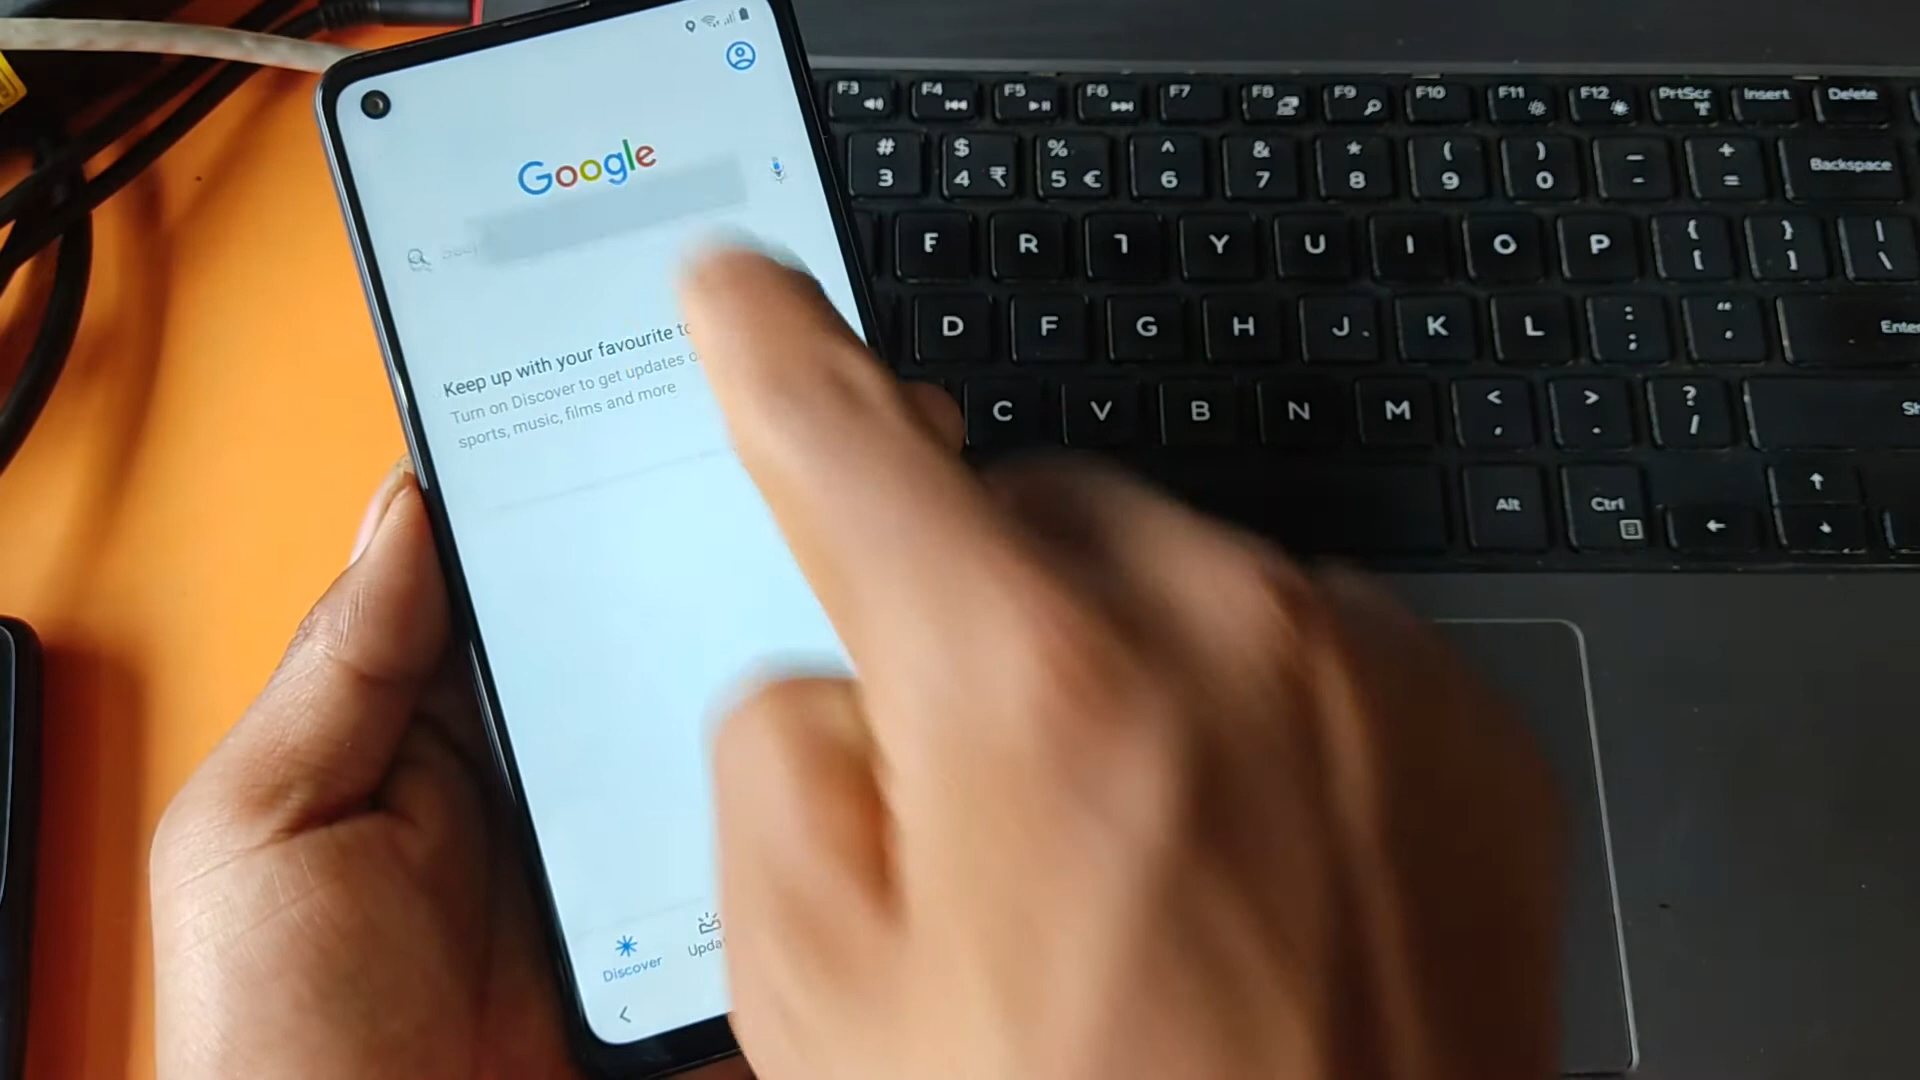 Google
Keep up with your favourite
Turn on Discover to get updates
sports, music, films and more
Discover
F3 F4 F5 F6 F7 F8 F9 F10 F11 F12 PrtScr Insert Delete
# $ % ^ & * ( ) _ +
3 4 ₹ 5 € 6 7 8 9 0 - = Backspace
R Y U I O P { [ } ] | \
D F G H J K L : ; Enter
C V B N M < , > . ? /
Alt Ctrl